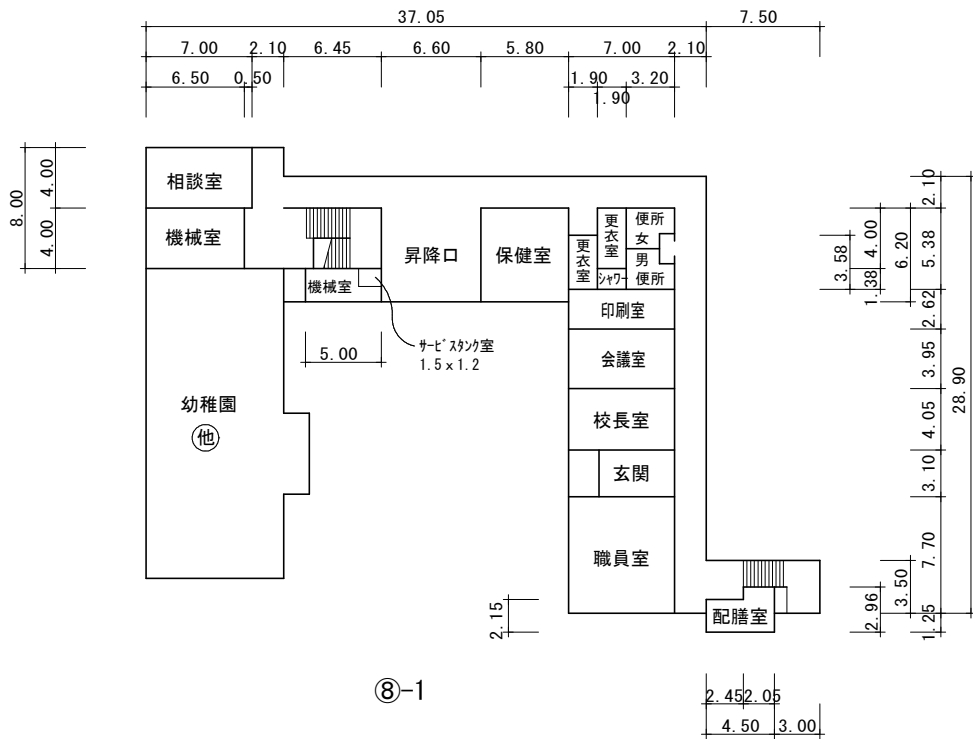 37.05
7.50
7.00
2.10
6.45
6.60
5.80
7.00
2.10
6.50
0.50
1.90
3.20
1.90
8.00
4.00
4.00
相談室
機械室
機械室
昇降口
保健室
更衣室
更衣室
便所
女
男
便所
シャワー
印刷室
サービスタンク室
1.5x1.2
5.00
会議室
幼稚園
他
校長室
玄関
職員室
配膳室
3.58
4.00
1.38
6.20
2.10
5.38
2.62
3.95
4.05
3.10
7.70
28.90
3.50
2.96
1.25
2.15
⑧-1
2.45
2.05
4.50
3.00